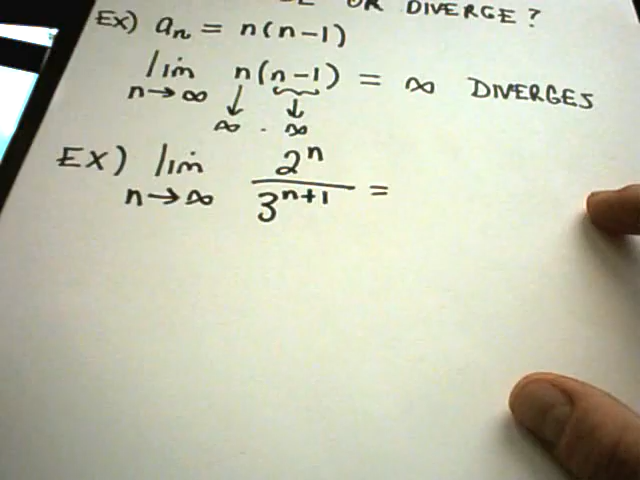 OR DIVERGE?
EX) aₙ = n(n-1)
lim n→∞ n(n-1) = ∞ DIVERGES
↓ ↓
∞ · ∞
EX) lim n→∞ 2ⁿ / 3ⁿ⁺¹ =